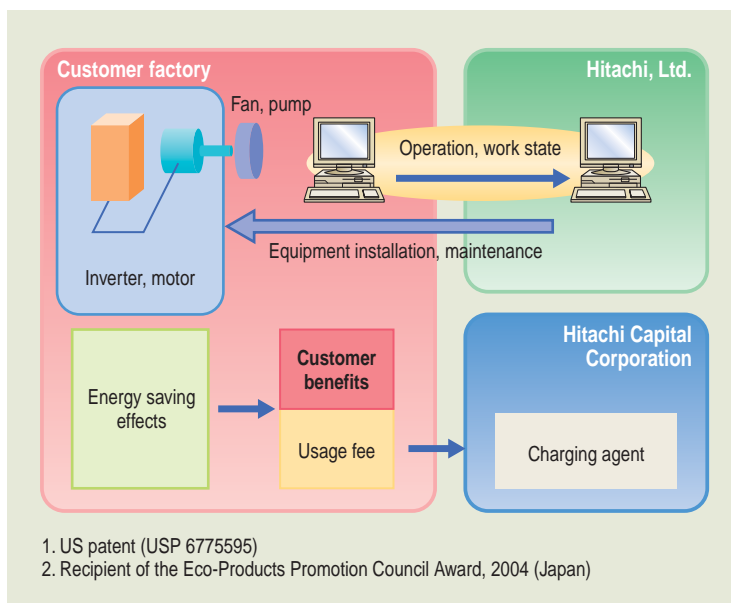 Customer factory
Hitachi, Ltd.
Fan, pump
Operation, work state
Equipment installation, maintenance
Inverter, motor
Hitachi Capital
Corporation
Energy saving
effects
Customer
benefits
Usage fee
Charging agent
1. US patent (USP 6775595)
2. Recipient of the Eco-Products Promotion Council Award, 2004 (Japan)